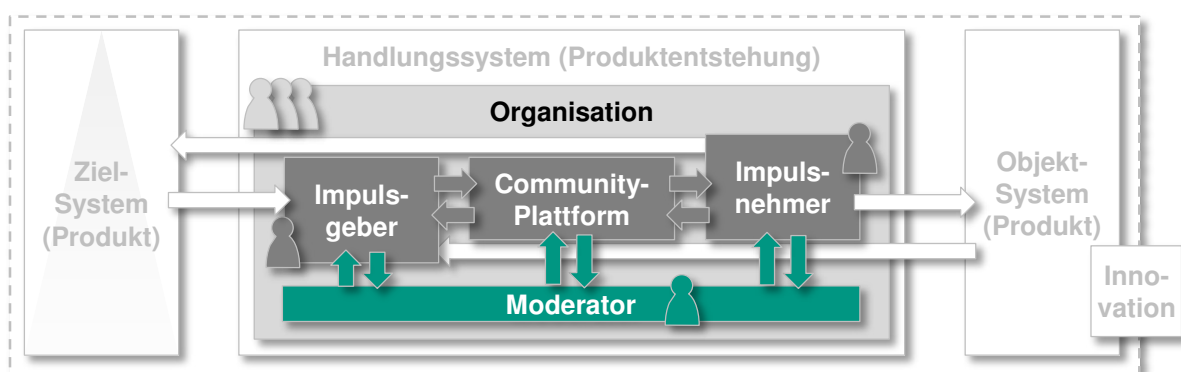 Handlungssystem (Produktentstehung)
Organisation
Ziel-
System
(Produkt)
Impuls-
geber
Community-
Plattform
Impuls-
nehmer
Objekt-
System
(Produkt)
Moderator
Inno-
vation